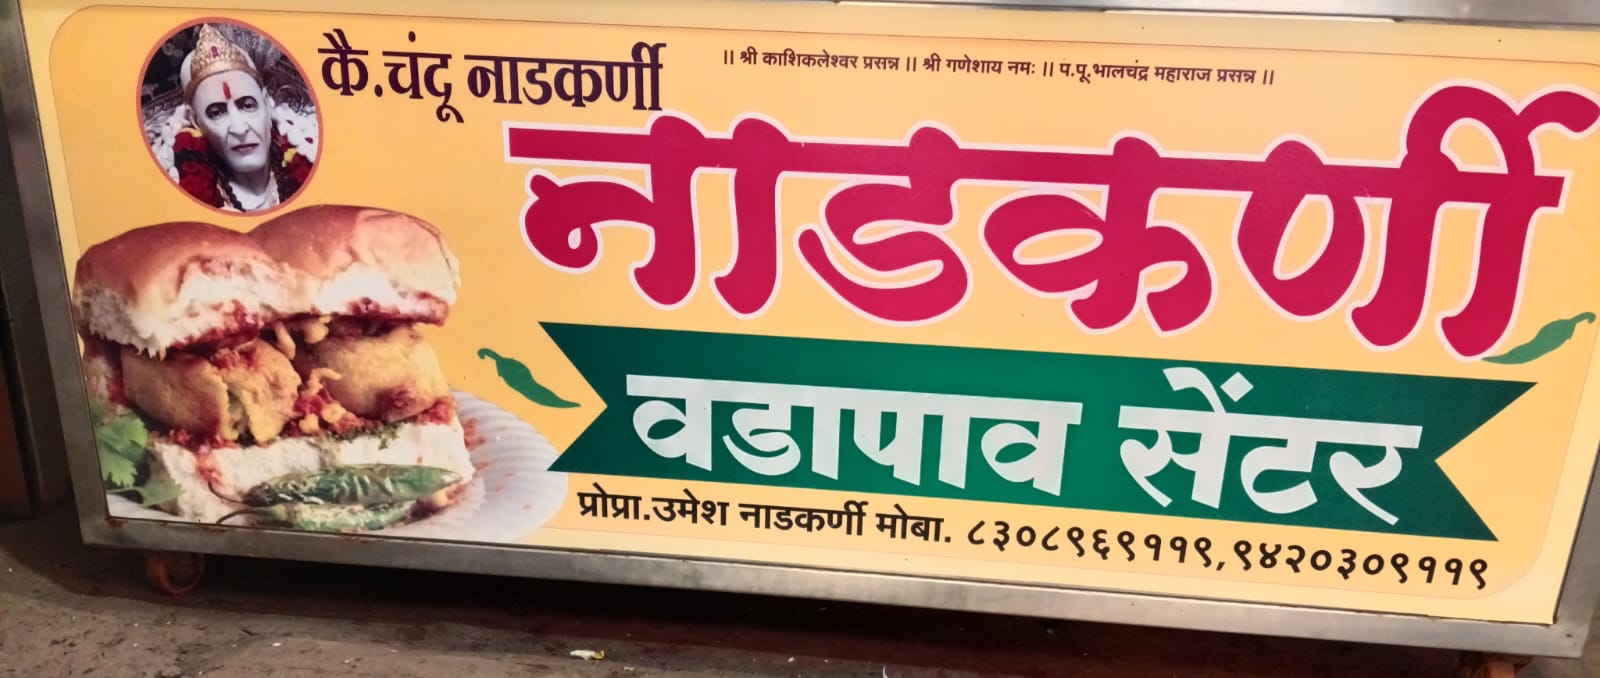 ॥ श्री काशिकलेश्वर प्रसन्न ॥ श्री गणेशाय नमः ॥ प.पू.भालचंद्र महाराज प्रसन्न ॥
कै.चंदू नाडकर्णी
नाडकर्णी
वडापाव सेंटर
प्रोप्रा.उमेश नाडकर्णी मोबा. ८३०८९६९११९,९४२०३०९११९